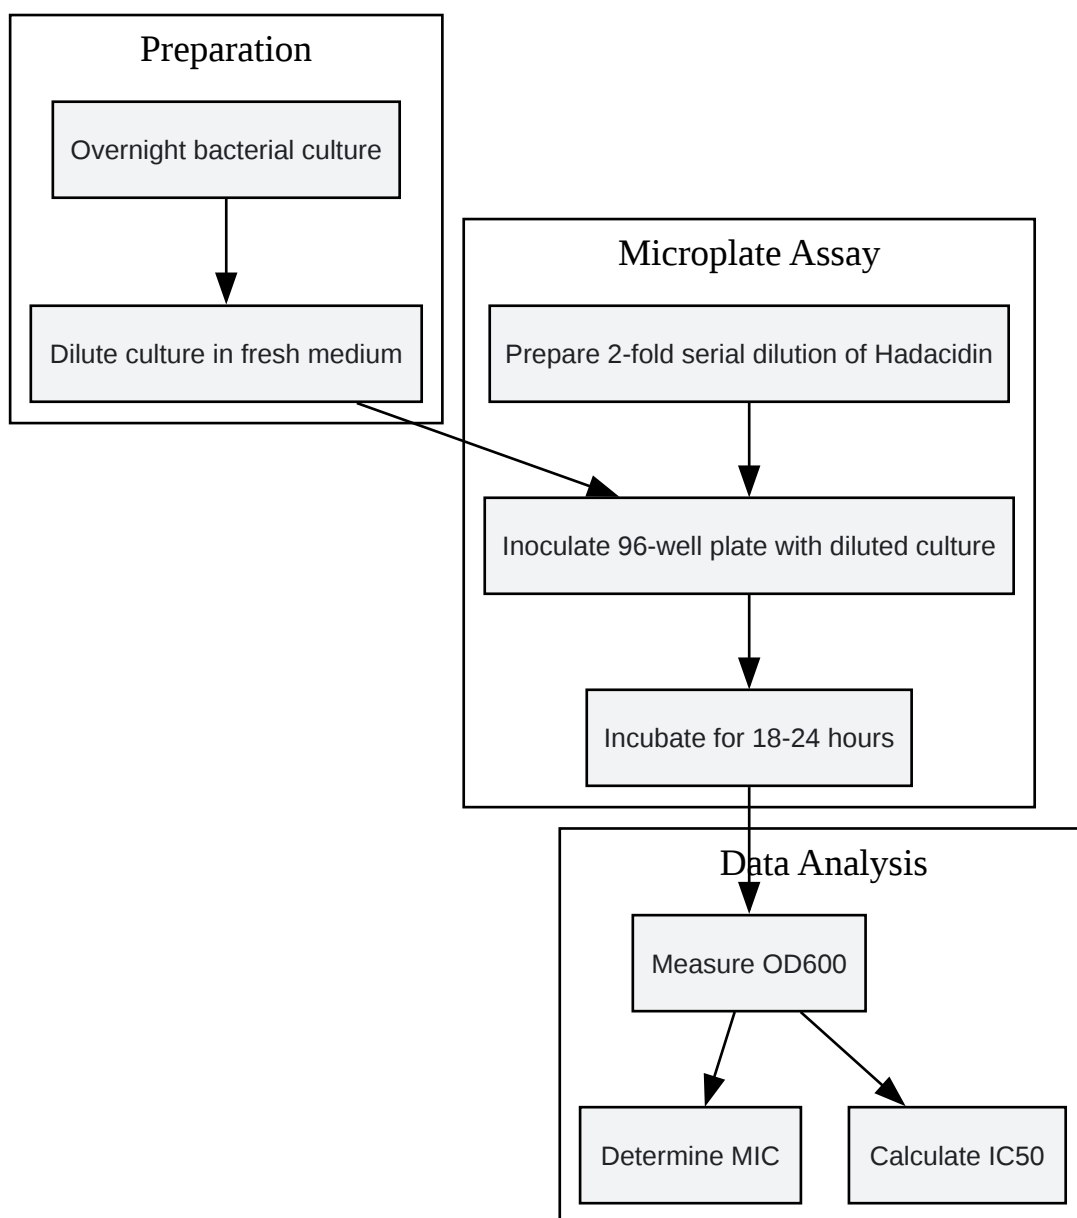 Preparation
Overnight bacterial culture
Dilute culture in fresh medium
Microplate Assay
Prepare 2-fold serial dilution of Hadacidin
Inoculate 96-well plate with diluted culture
Incubate for 18-24 hours
Data Analysis
Measure OD600
Determine MIC
Calculate IC50